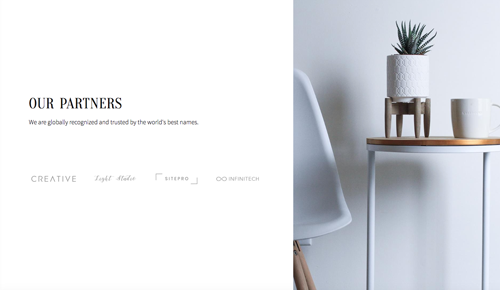 OUR PARTNERS
We are globally recognized and trusted by the world's best names.
CREATIVE
Light Studio
SITEPRO
INFINITECH